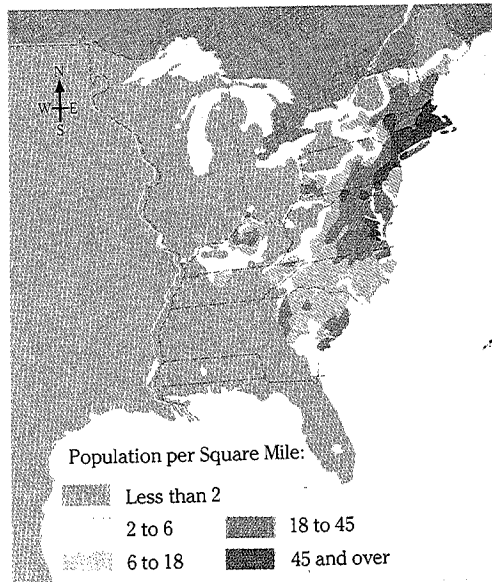 N
W E
S
Population per Square Mile:
Less than 2
2 to 6
18 to 45
6 to 18
45 and over